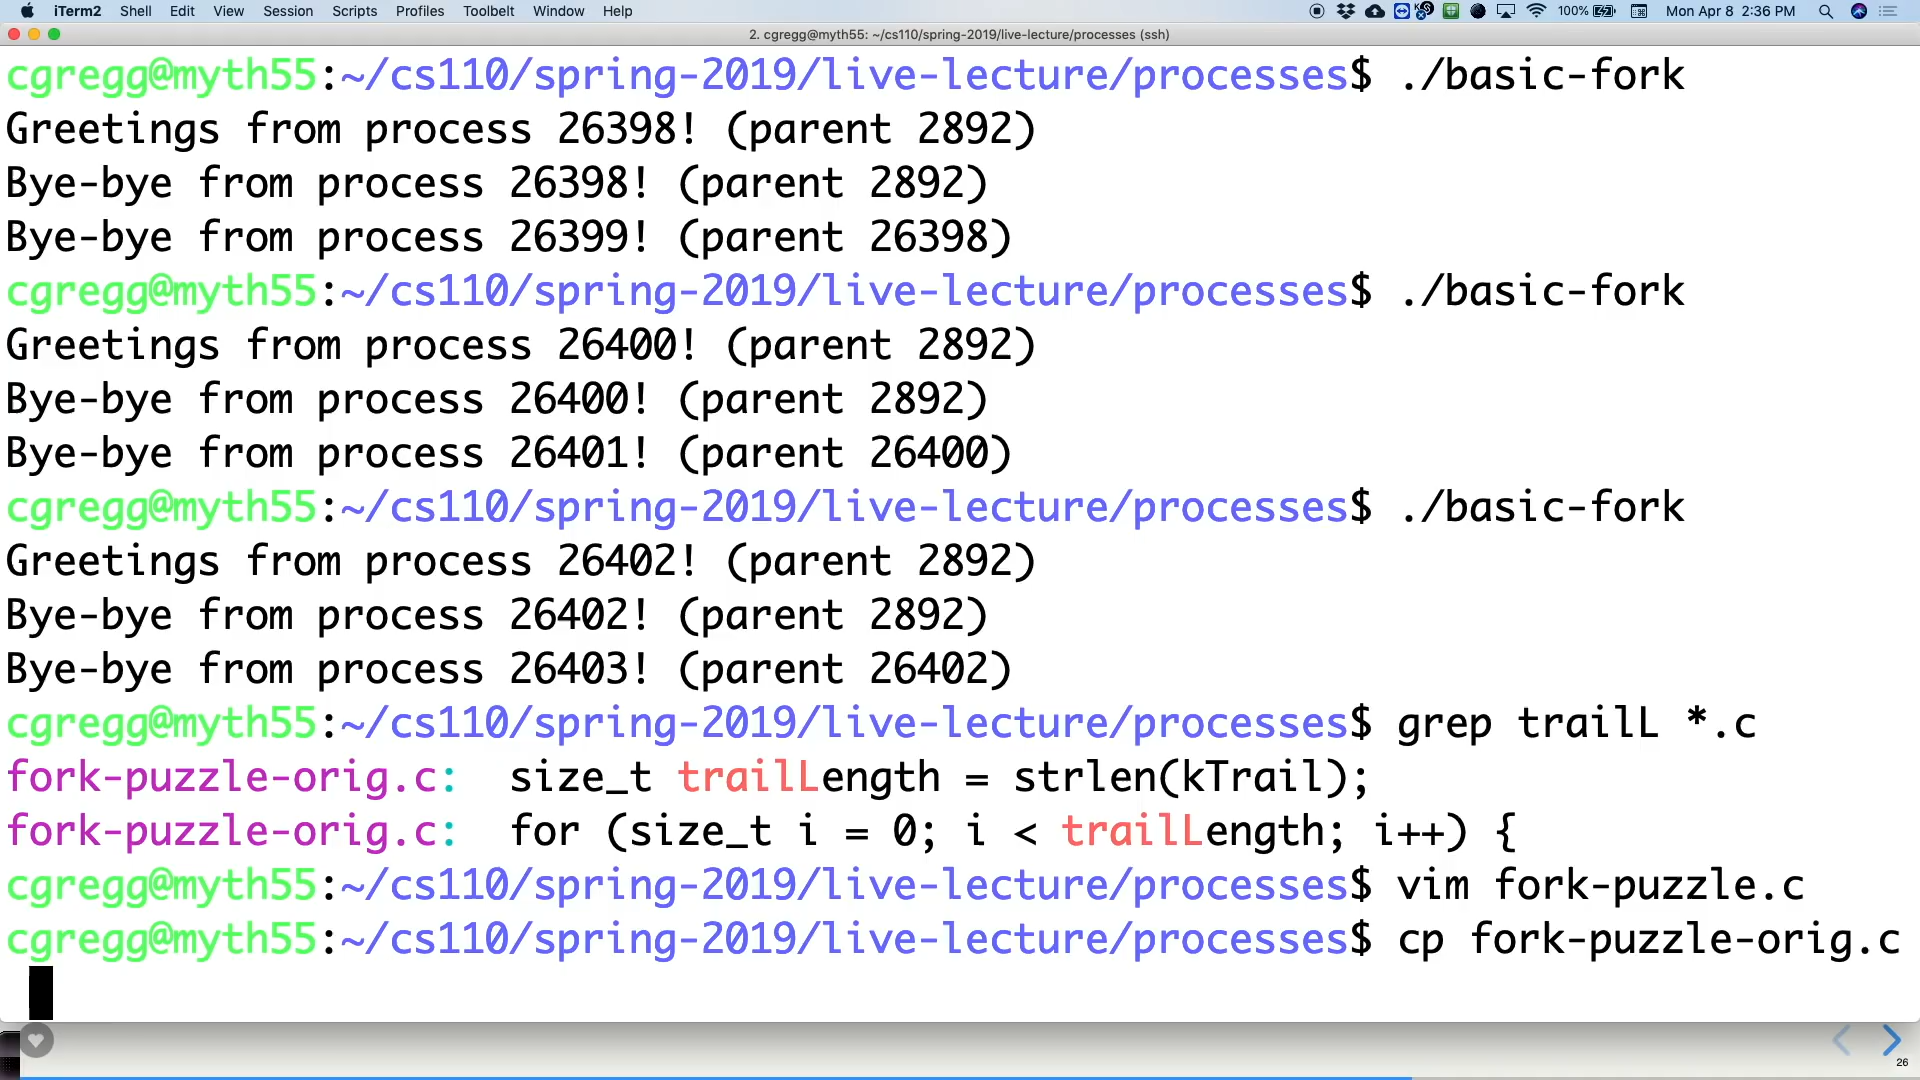 iTerm2 Shell Edit View Session Scripts Profiles Toolbelt Window Help 100% Mon Apr 8 2:36 PM
2. cgregg@myth55: ~/cs110/spring-2019/live-lecture/processes (ssh)
cgregg@myth55:~/cs110/spring-2019/live-lecture/processes$ ./basic-fork
Greetings from process 26398! (parent 2892)
Bye-bye from process 26398! (parent 2892)
Bye-bye from process 26399! (parent 26398)
cgregg@myth55:~/cs110/spring-2019/live-lecture/processes$ ./basic-fork
Greetings from process 26400! (parent 2892)
Bye-bye from process 26400! (parent 2892)
Bye-bye from process 26401! (parent 26400)
cgregg@myth55:~/cs110/spring-2019/live-lecture/processes$ ./basic-fork
Greetings from process 26402! (parent 2892)
Bye-bye from process 26402! (parent 2892)
Bye-bye from process 26403! (parent 26402)
cgregg@myth55:~/cs110/spring-2019/live-lecture/processes$ grep trailL *.c
fork-puzzle-orig.c:  size_t trailLength = strlen(kTrail);
fork-puzzle-orig.c:  for (size_t i = 0; i < trailLength; i++) {
cgregg@myth55:~/cs110/spring-2019/live-lecture/processes$ vim fork-puzzle.c
cgregg@myth55:~/cs110/spring-2019/live-lecture/processes$ cp fork-puzzle-orig.c
26